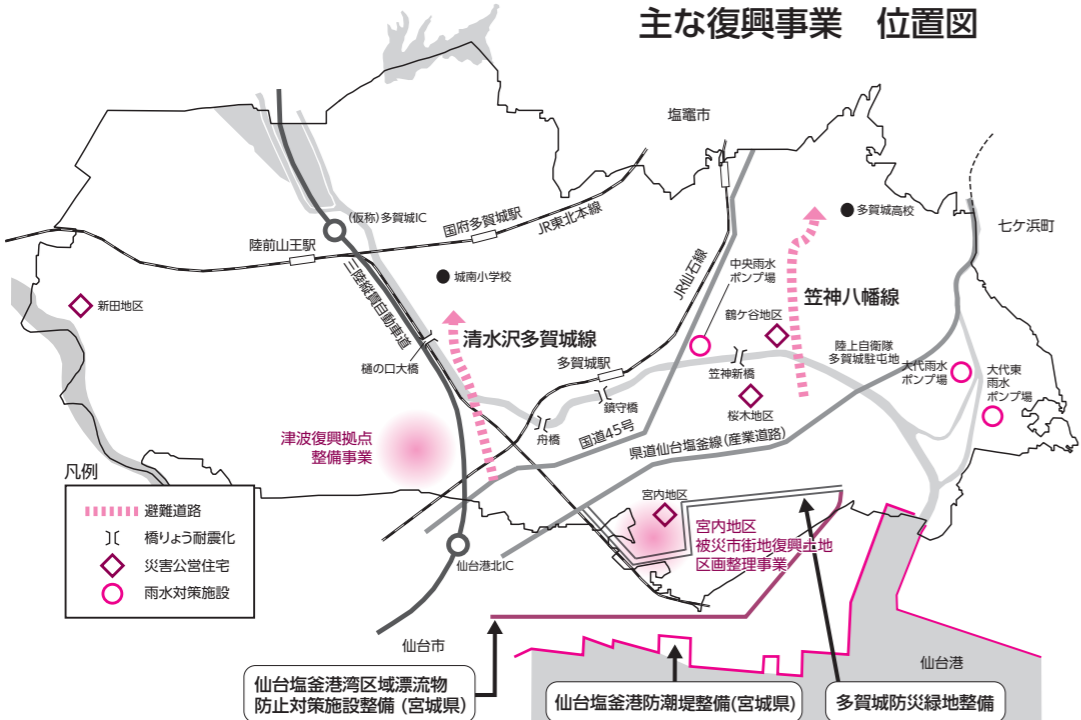 主な復興事業　位置図
塩竈市
(仮称)多賀城IC
国府多賀城駅
JR東北本線
陸前山王駅
多賀城高校
七ケ浜町
城南小学校
三陸縦貫自動車道
JR仙石線
中央雨水
ポンプ場
笠神八幡線
新田地区
鶴ケ谷地区
清水沢多賀城線
樋の口大橋
多賀城駅
笠神新橋
陸上自衛隊
多賀城駐屯地
大代雨水
ポンプ場
大代東
雨水
ポンプ場
鎮守橋
桜木地区
舟橋
国道45号
県道仙台塩釜線(産業道路)
津波復興拠点
整備事業
凡例
避難道路
橋りょう耐震化
災害公営住宅
雨水対策施設
宮内地区
宮内地区
被災市街地復興土地
区画整理事業
仙台港北IC
仙台市
仙台港
仙台塩釜港湾区域漂流物
防止対策施設整備 (宮城県)
仙台塩釜港防潮堤整備(宮城県)
多賀城防災緑地整備